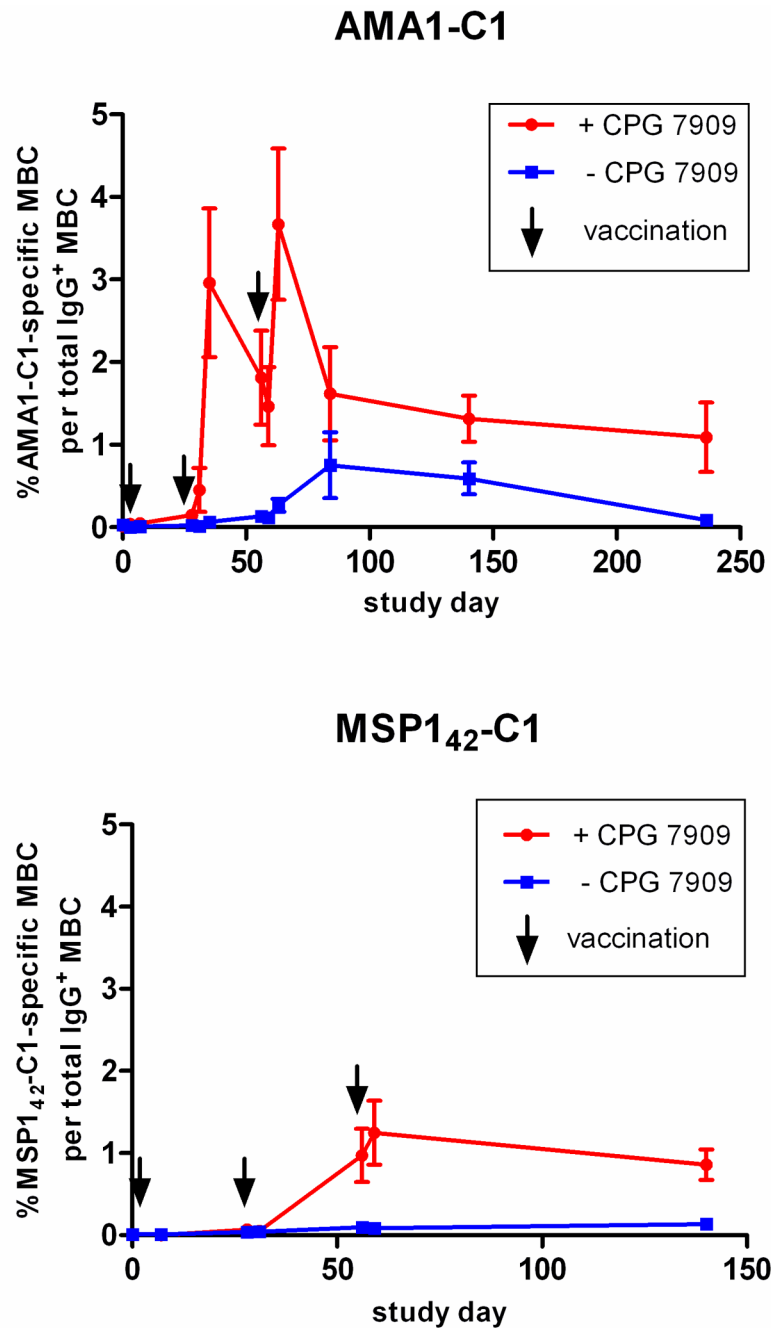 AMA1-C1
+ CPG 7909
- CPG 7909
vaccination
%AMA1-C1-specific MBC
per total IgG⁺ MBC
5
4
3
2
1
0
0 50 100 150 200 250
study day
MSP1₄₂-C1
+ CPG 7909
- CPG 7909
vaccination
%MSP1₄₂-C1-specific MBC
per total IgG⁺ MBC
5
4
3
2
1
0
0 50 100 150
study day